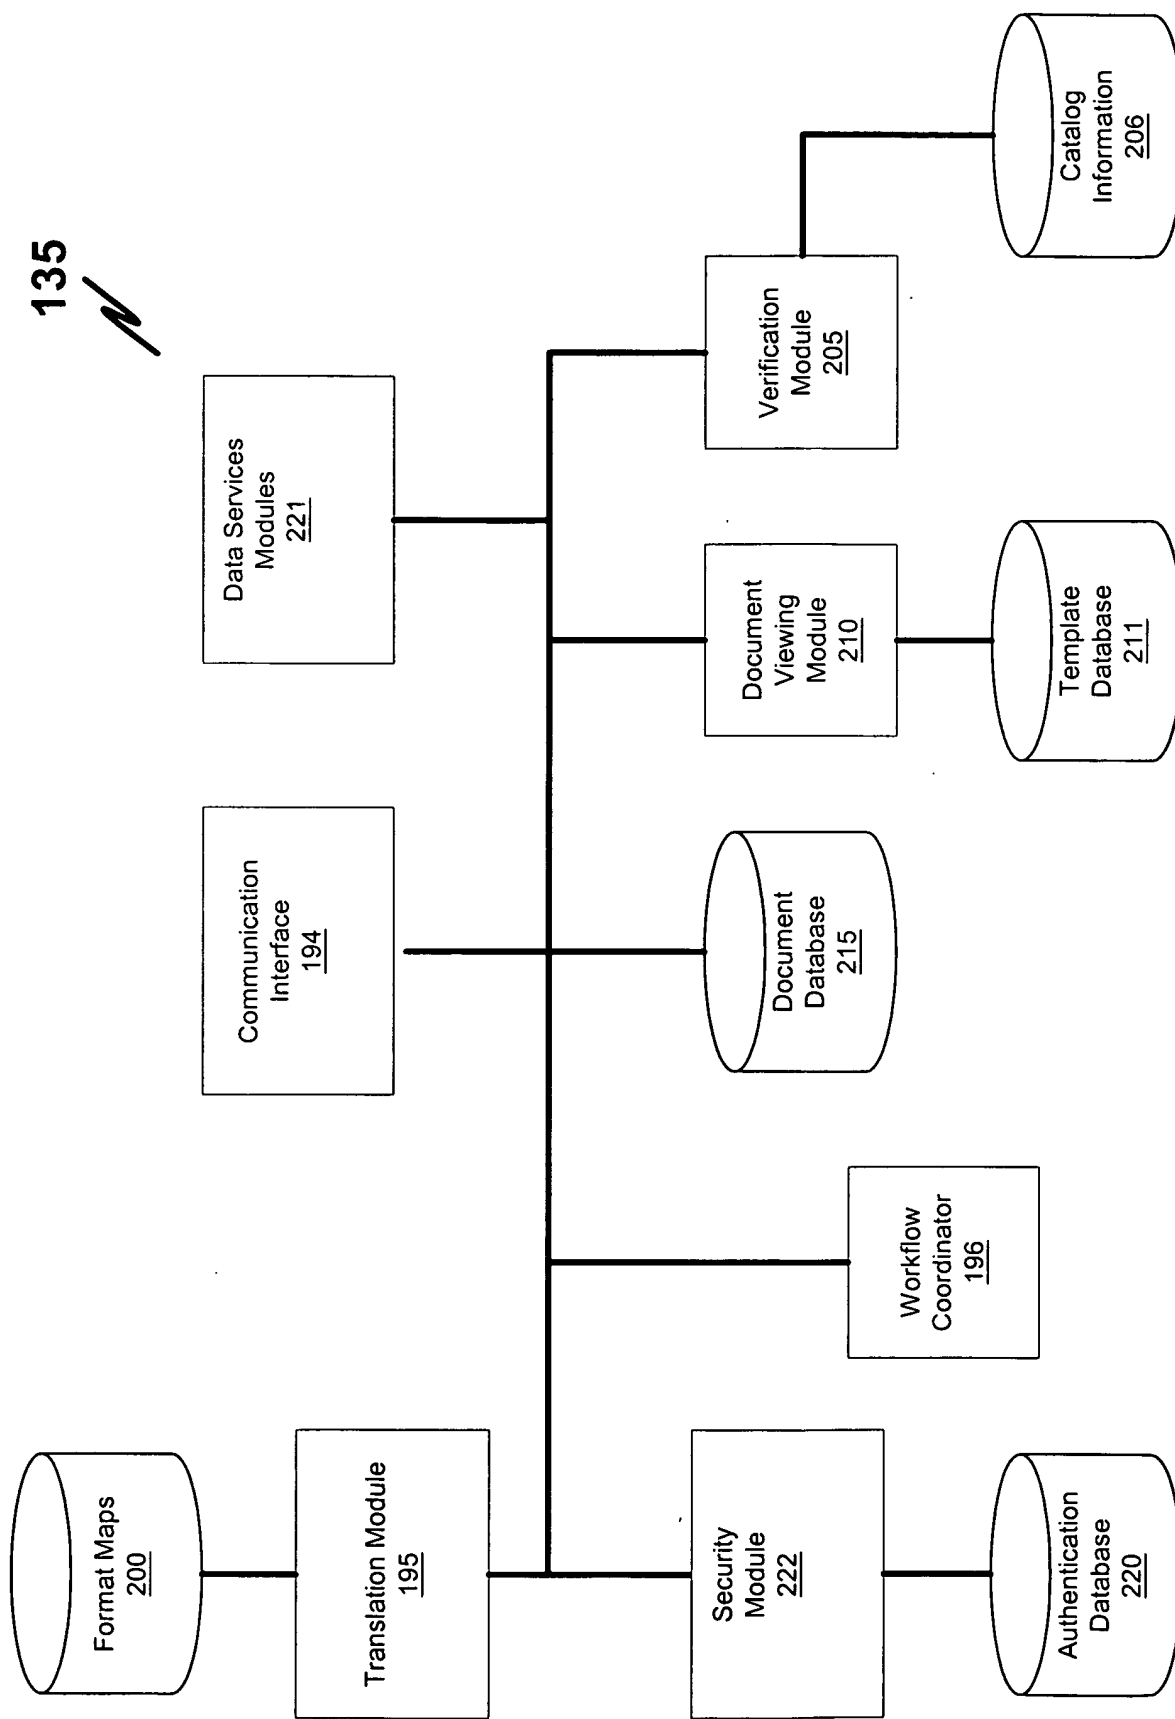 135
Format Maps
200
Translation Module
195
Communication
Interface
194
Data Services
Modules
221
Security
Module
222
Authentication
Database
220
Workflow
Coordinator
196
Document
Database
215
Document
Viewing
Module
210
Template
Database
211
Verification
Module
205
Catalog
Information
206